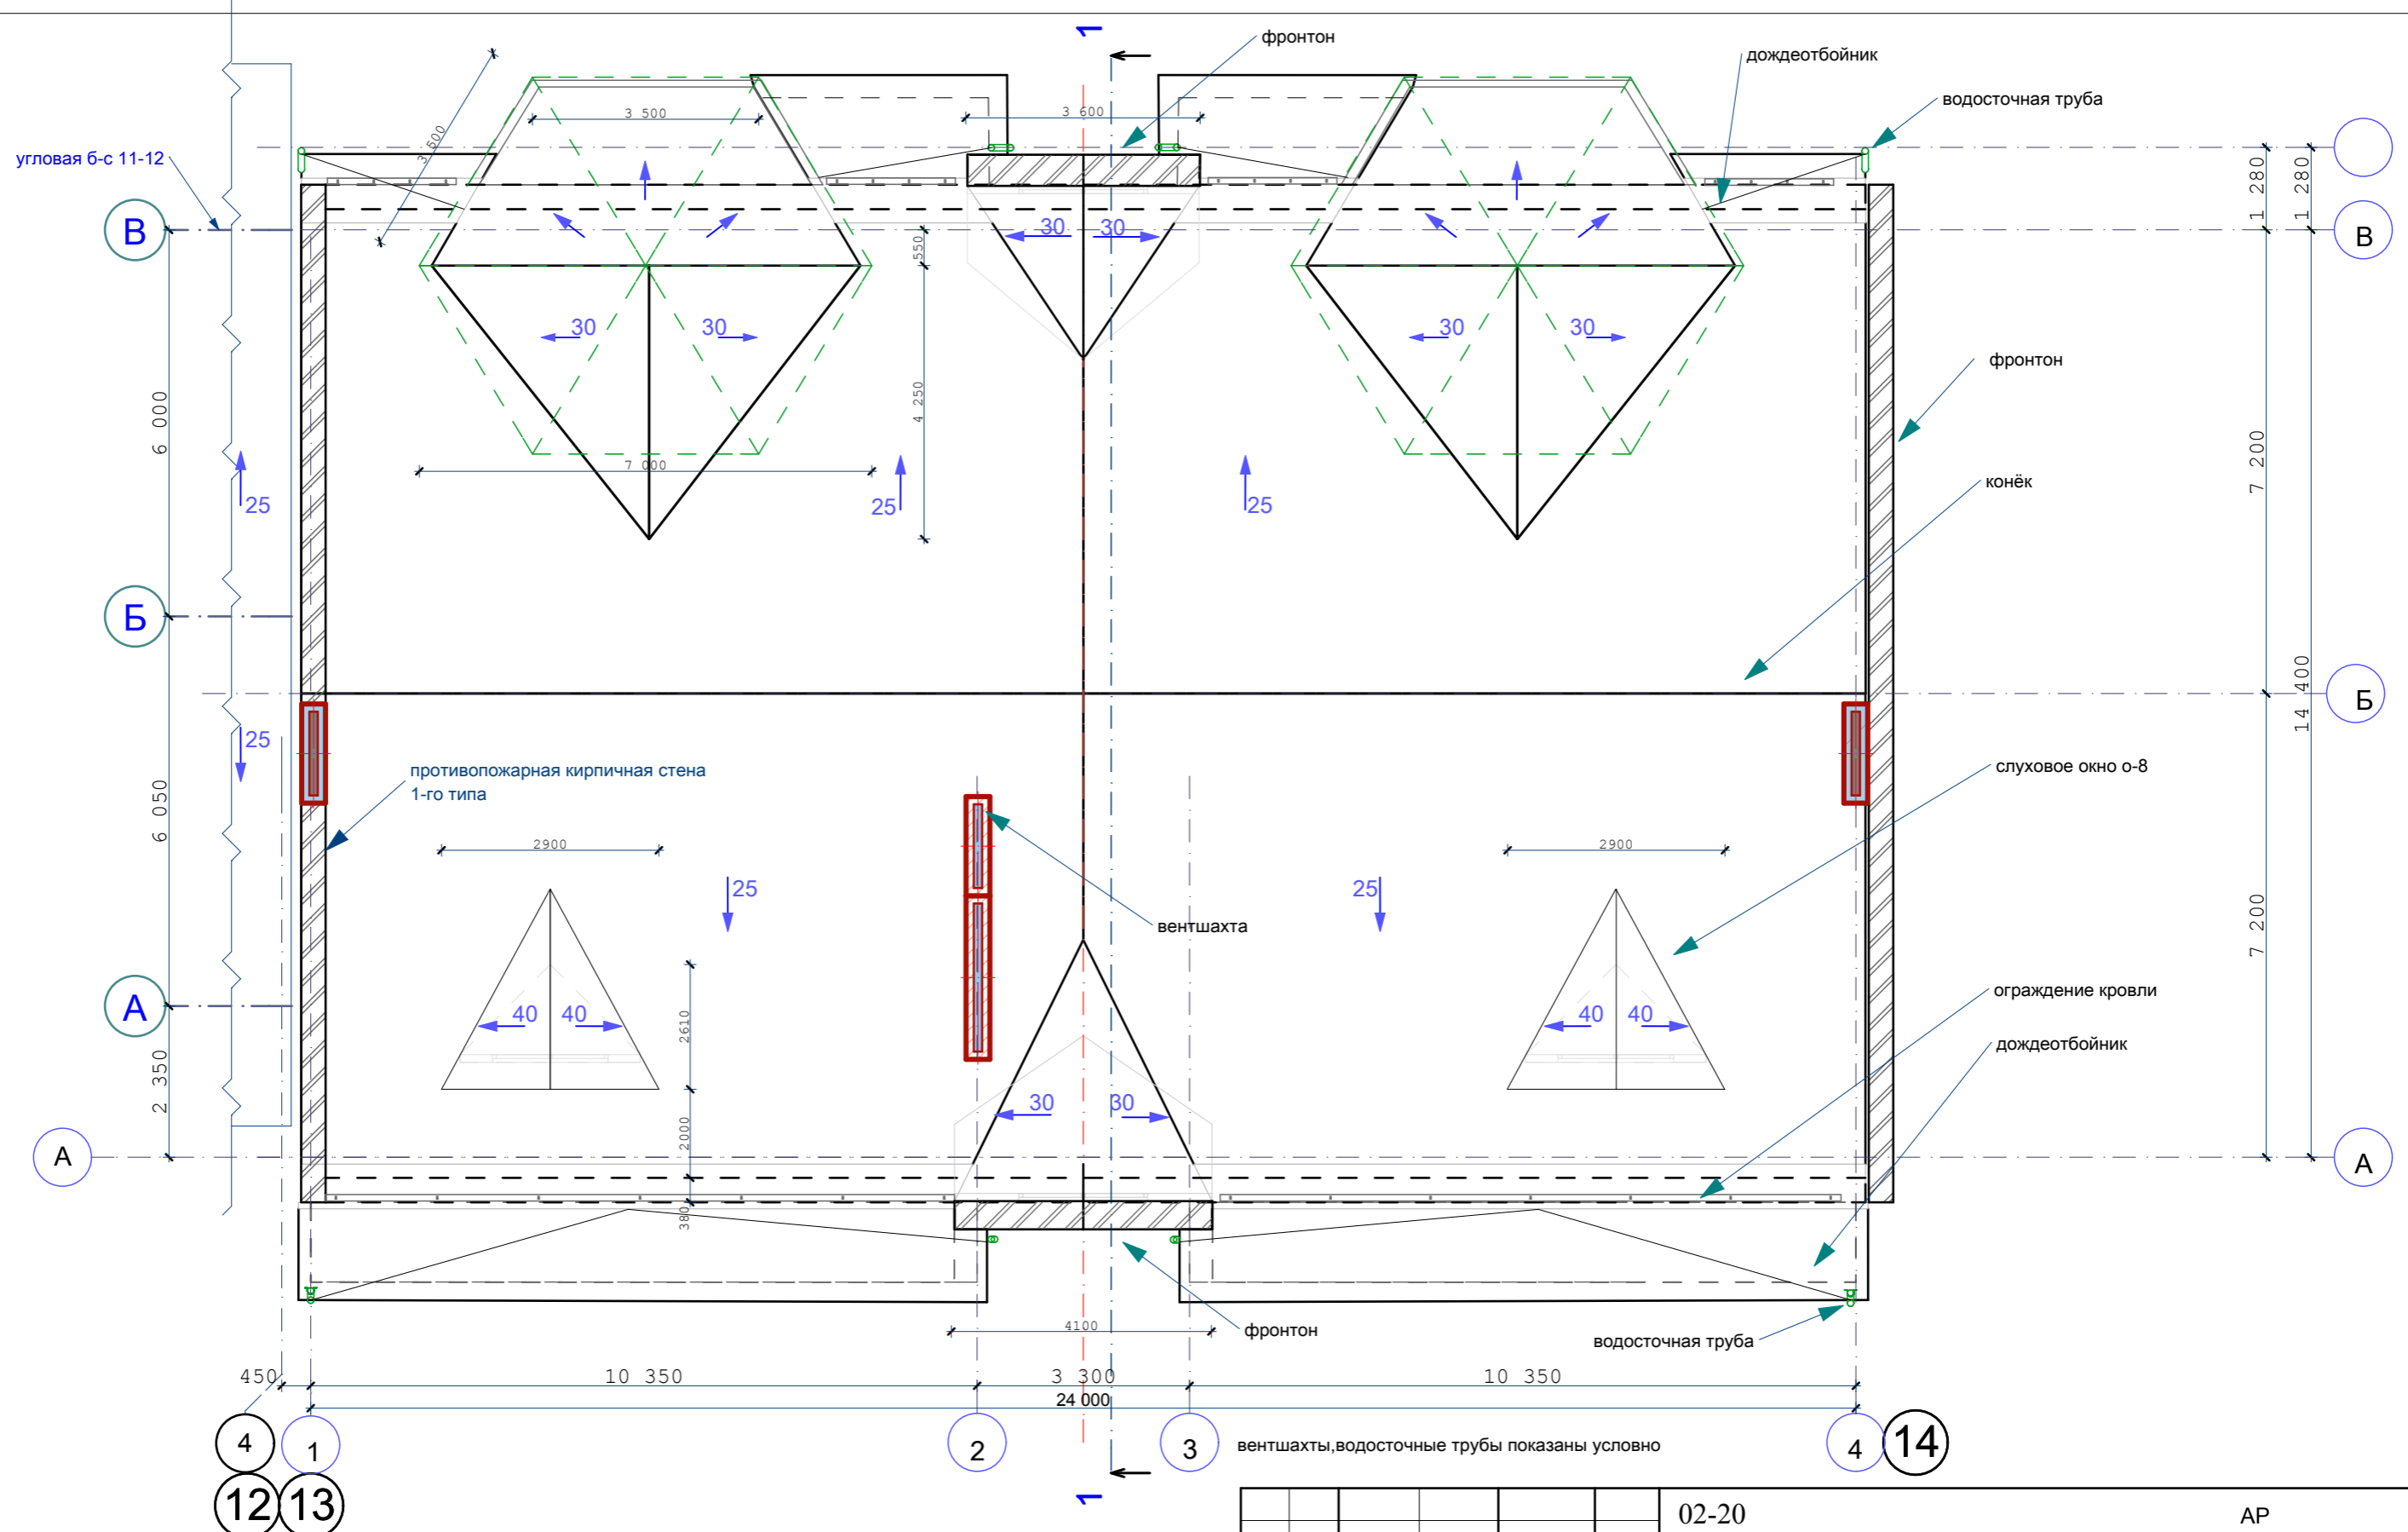 1
фронтон
дождеотбойник
водосточная труба
3 500
3 600
3 500
угловая б-с 11-12
1 280
1 280
В
В
30
30
550
30
30
30
30
фронтон
6 000
4 250
7 000
25
25
25
7 200
конёк
Б
14 400
Б
25
противопожарная кирпичная стена
1-го типа
слуховое окно о-8
6 050
2900
2900
25
25
вентшахта
7 200
А
40
40
2610
40
40
ограждение кровли
дождеотбойник
2 350
30
30
2000
А
А
380
4100
фронтон
водосточная труба
450
10 350
3 300
10 350
24 000
4
1
2
3
вентшахты,водосточные трубы показаны условно
4
14
12
13
1
02-20
АР